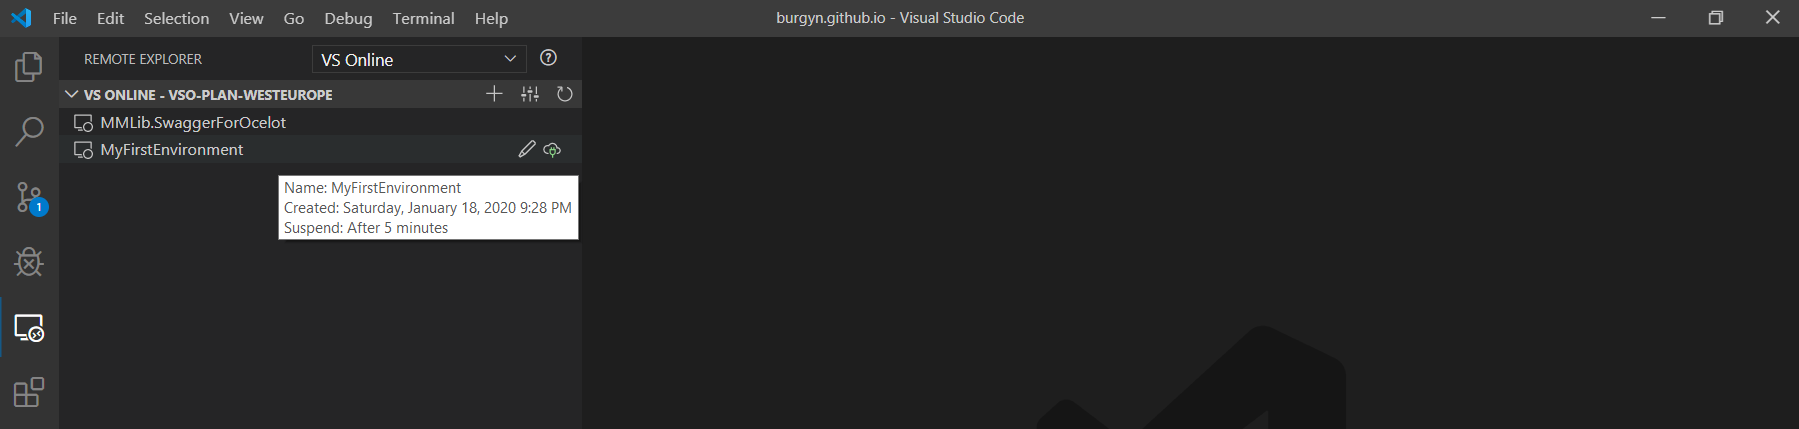 File Edit Selection View Go Debug Terminal Help
burgyn.github.io - Visual Studio Code
REMOTE EXPLORER
VS Online
VS ONLINE - VSO-PLAN-WESTEUROPE
MMLib.SwaggerForOcelot
MyFirstEnvironment
Name: MyFirstEnvironment
Created: Saturday, January 18, 2020 9:28 PM
Suspend: After 5 minutes
1